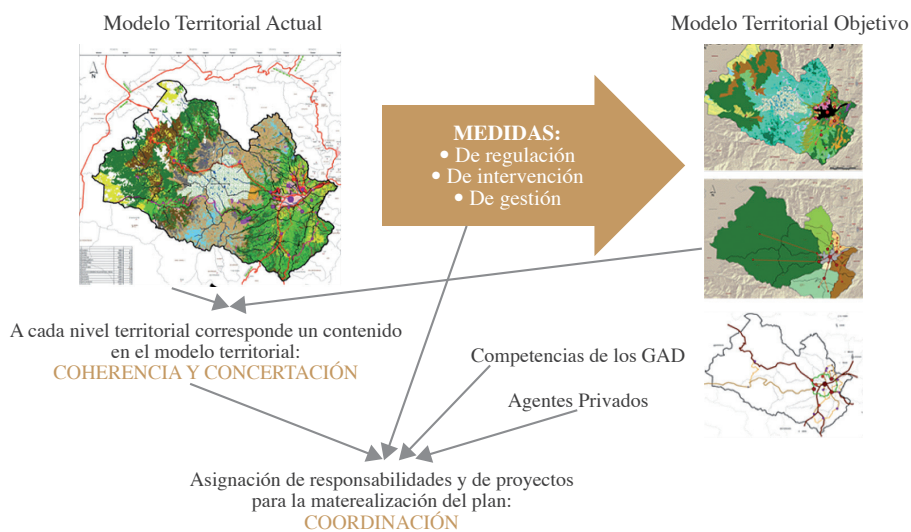 Modelo Territorial Actual
Modelo Territorial Objetivo
MEDIDAS:
• De regulación
• De intervención
• De gestión
A cada nivel territorial corresponde un contenido
en el modelo territorial:
COHERENCIA Y CONCERTACIÓN
Competencias de los GAD
Agentes Privados
Asignación de responsabilidades y de proyectos
para la materealización del plan:
COORDINACIÓN